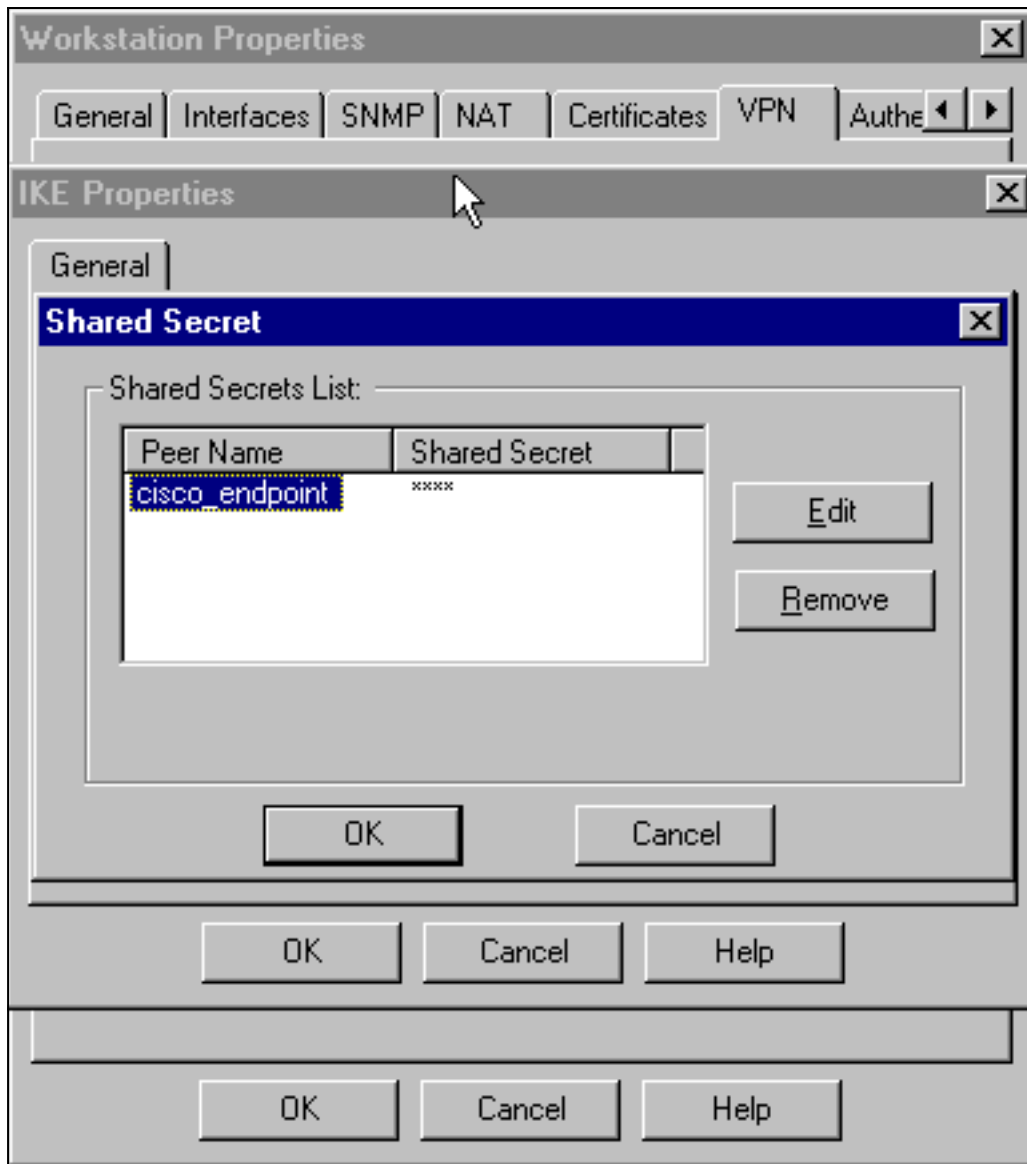 Workstation Properties
General Interfaces SNMP NAT Certificates VPN Authe
IKE Properties
General
Shared Secret
Shared Secrets List:
Peer Name Shared Secret
cisco_endpoint ****
Edit
Remove
OK Cancel
OK Cancel Help
OK Cancel Help